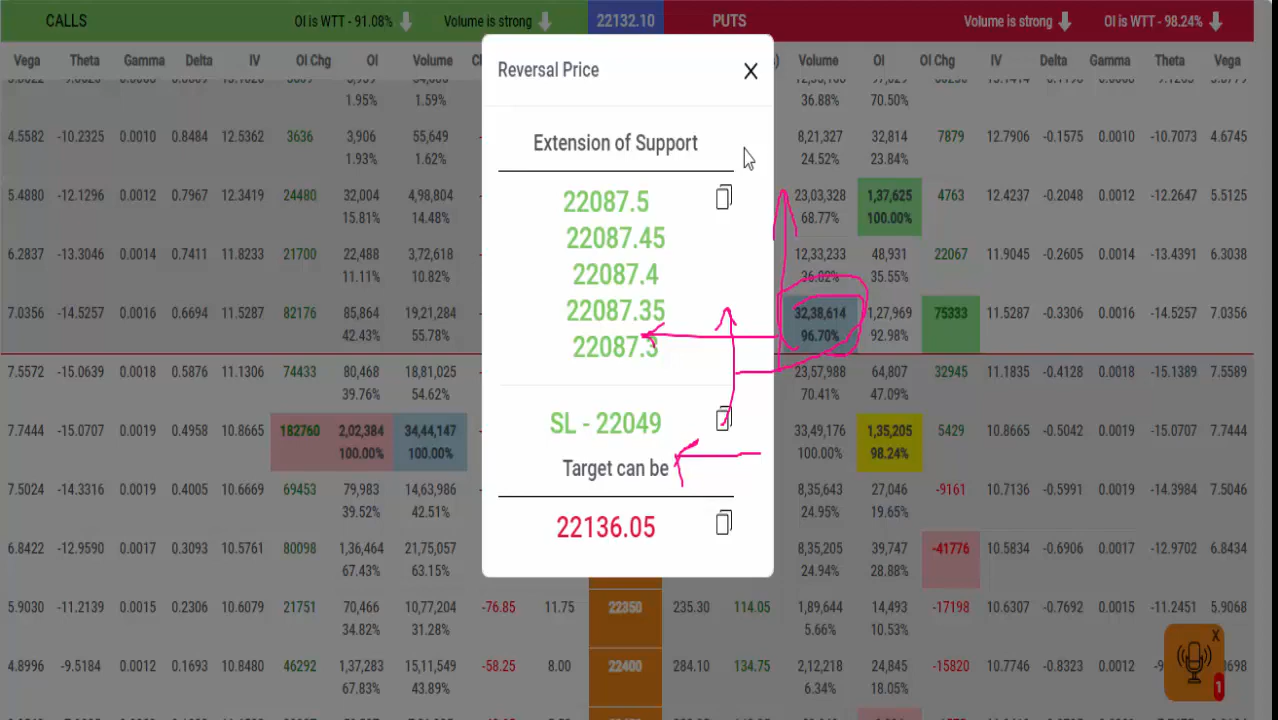 CALLS OI is WTT - 91.08% Volume is strong 22132.10 PUTS Volume is strong OI is WTT - 98.24%
Vega Theta Gamma Delta IV OI Chg OI Volume Volume OI OI Chg IV Delta Gamma Theta Vega
Reversal Price X
1.95% 1.59% 36.88% 70.50%
4.5582 -10.2325 0.0010 0.8484 12.5362 3636 3,906 55,649 8,21,327 32,814 7879 12.7906 -0.1575 0.0010 -10.7073 4.6745
1.93% 1.62% 24.52% 23.84%
Extension of Support
5.4880 -12.1296 0.0012 0.7967 12.3419 24480 32,004 4,98,804 23,03,328 1,37,625 4763 12.4237 -0.2048 0.0012 -12.2647 5.5125
15.81% 14.48% 68.77% 100.00%
22087.5
22087.45
6.2837 -13.3046 0.0014 0.7411 11.8233 21700 22,488 3,72,618 12,33,233 48,931 22067 11.9045 -0.2605 0.0014 -13.4391 6.3038
11.11% 10.82% 36.82% 35.55%
22087.4
22087.35
7.0356 -14.5257 0.0016 0.6694 11.5287 82176 85,864 19,21,284 32,38,614 1,27,969 75333 11.5287 -0.3306 0.0016 -14.5257 7.0356
42.43% 55.78% 96.70% 92.98%
22087.3
7.5572 -15.0639 0.0018 0.5876 11.1306 74433 80,468 18,81,025 23,57,988 64,807 32945 11.1835 -0.4128 0.0018 -15.1389 7.5589
39.76% 54.62% 70.41% 47.09%
SL - 22049
7.7444 -15.0707 0.0019 0.4958 10.8665 182760 2,02,384 34,44,147 33,49,176 1,35,205 5429 10.8665 -0.5042 0.0019 -15.0707 7.7444
100.00% 100.00% 100.00% 98.24%
Target can be
7.5024 -14.3316 0.0019 0.4005 10.6669 69453 79,983 14,63,986 8,35,643 27,046 -9161 10.7136 -0.5991 0.0019 -14.3984 7.5046
39.52% 42.51% 24.95% 19.65%
22136.05
6.8422 -12.9590 0.0017 0.3093 10.5761 80098 1,36,464 21,75,057 8,35,205 39,747 -41776 10.5834 -0.6906 0.0017 -12.9702 6.8434
67.43% 63.15% 24.94% 28.88%
5.9030 -11.2139 0.0015 0.2206 10.6079 21751 70,466 10,77,204 -76.85 11.75 22350 235.30 114.05 1,89,644 14,493 -17198 10.6307 -0.7692 0.0015 -11.2451 5.9068
34.82% 31.28% 5.66% 10.53%
4.8996 -9.5184 0.0012 0.1693 10.8480 46292 1,37,283 15,11,549 -58.25 8.00 22400 284.10 134.75 2,12,218 24,845 -15820 10.7746 -0.8323 0.0012
67.83% 43.89% 6.34% 18.05%
X
1